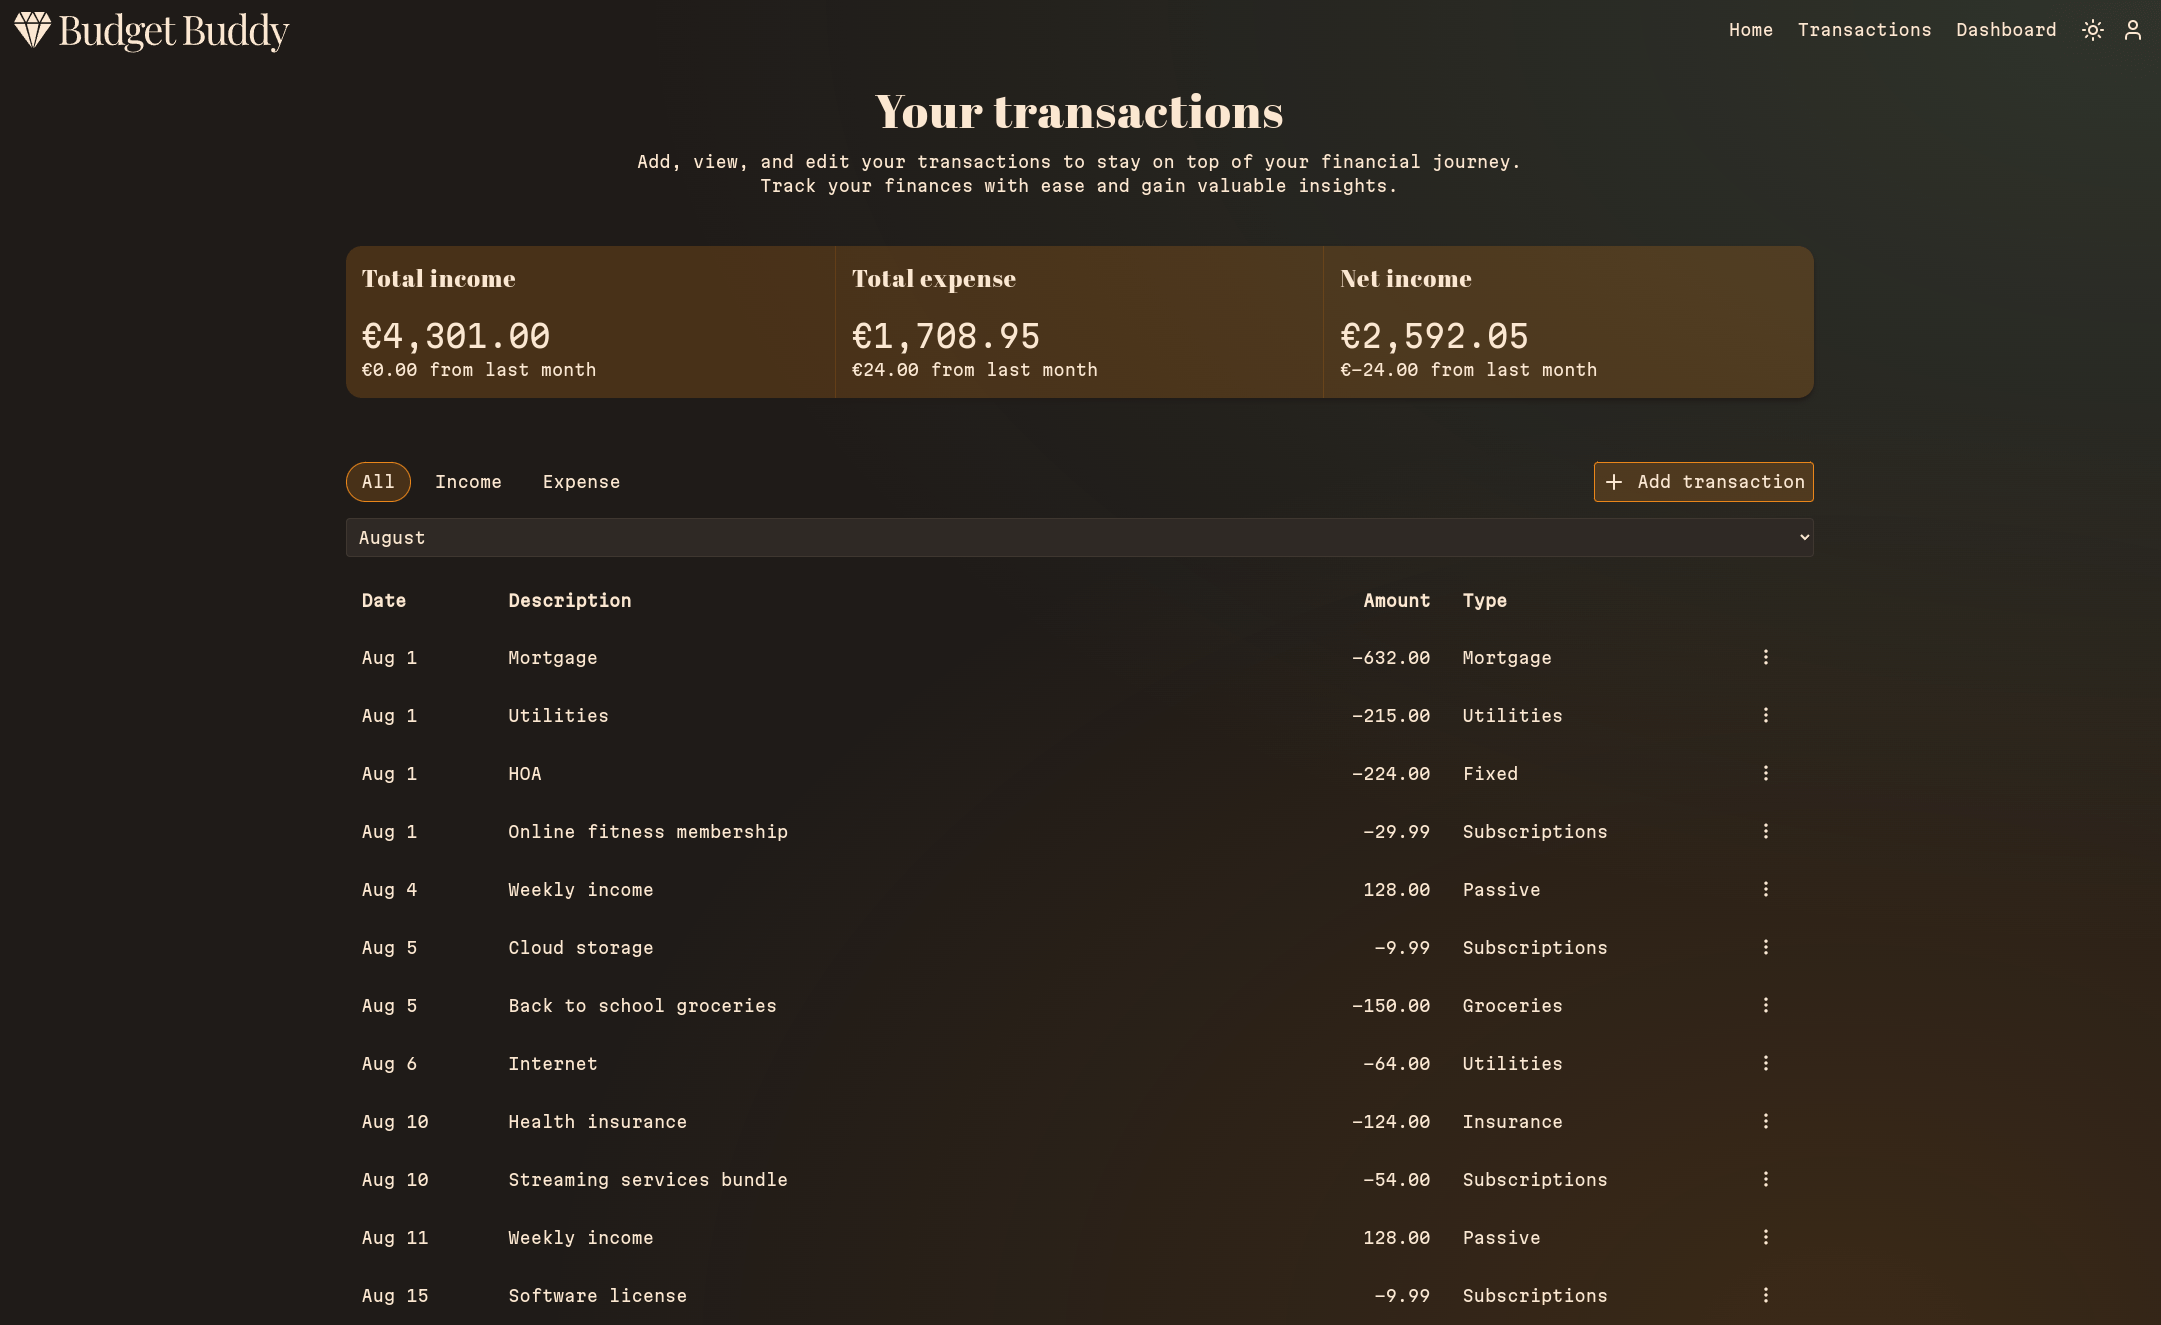 Budget Buddy
Home Transactions Dashboard
Your transactions
Add, view, and edit your transactions to stay on top of your financial journey.
Track your finances with ease and gain valuable insights.
Total income
€4,301.00
€0.00 from last month
Total expense
€1,708.95
€24.00 from last month
Net income
€2,592.05
€-24.00 from last month
All Income Expense
+ Add transaction
August
Date Description Amount Type
Aug 1 Mortgage -632.00 Mortgage
Aug 1 Utilities -215.00 Utilities
Aug 1 HOA -224.00 Fixed
Aug 1 Online fitness membership -29.99 Subscriptions
Aug 4 Weekly income 128.00 Passive
Aug 5 Cloud storage -9.99 Subscriptions
Aug 5 Back to school groceries -150.00 Groceries
Aug 6 Internet -64.00 Utilities
Aug 10 Health insurance -124.00 Insurance
Aug 10 Streaming services bundle -54.00 Subscriptions
Aug 11 Weekly income 128.00 Passive
Aug 15 Software license -9.99 Subscriptions